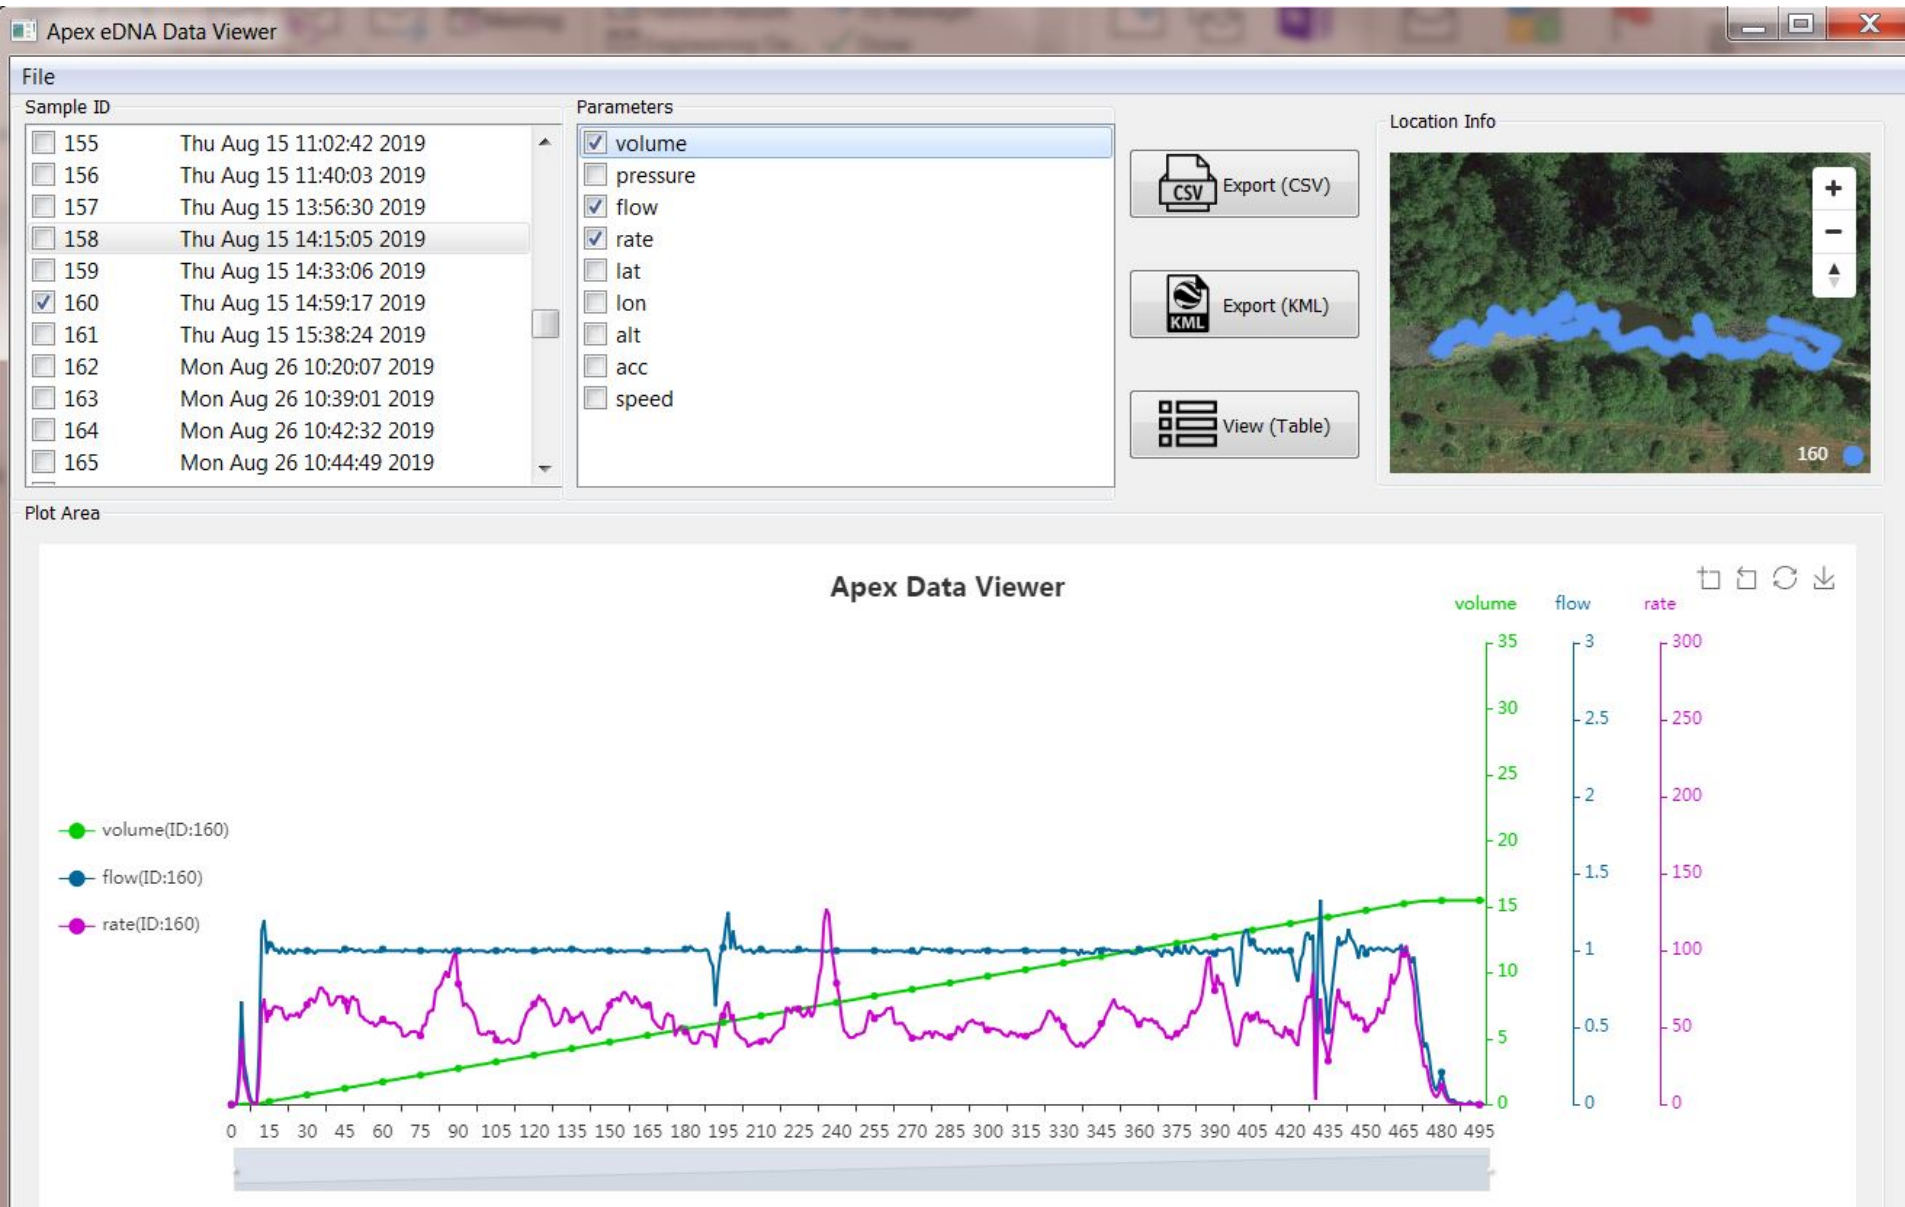 Meeting
Done
Apex eDNA Data Viewer
File
Sample ID
155 Thu Aug 15 11:02:42 2019
156 Thu Aug 15 11:40:03 2019
157 Thu Aug 15 13:56:30 2019
158 Thu Aug 15 14:15:05 2019
159 Thu Aug 15 14:33:06 2019
160 Thu Aug 15 14:59:17 2019
161 Thu Aug 15 15:38:24 2019
162 Mon Aug 26 10:20:07 2019
163 Mon Aug 26 10:39:01 2019
164 Mon Aug 26 10:42:32 2019
165 Mon Aug 26 10:44:49 2019
Parameters
volume
pressure
flow
rate
lat
lon
alt
acc
speed
CSV Export (CSV)
KML Export (KML)
View (Table)
Location Info
160
Plot Area
Apex Data Viewer
volume flow rate
35 3 300
30 2.5 250
25 2 200
20 1.5 150
15 1 100
10 0.5 50
5 0 0
0
volume(ID:160)
flow(ID:160)
rate(ID:160)
0 15 30 45 60 75 90 105 120 135 150 165 180 195 210 225 240 255 270 285 300 315 330 345 360 375 390 405 420 435 450 465 480 495